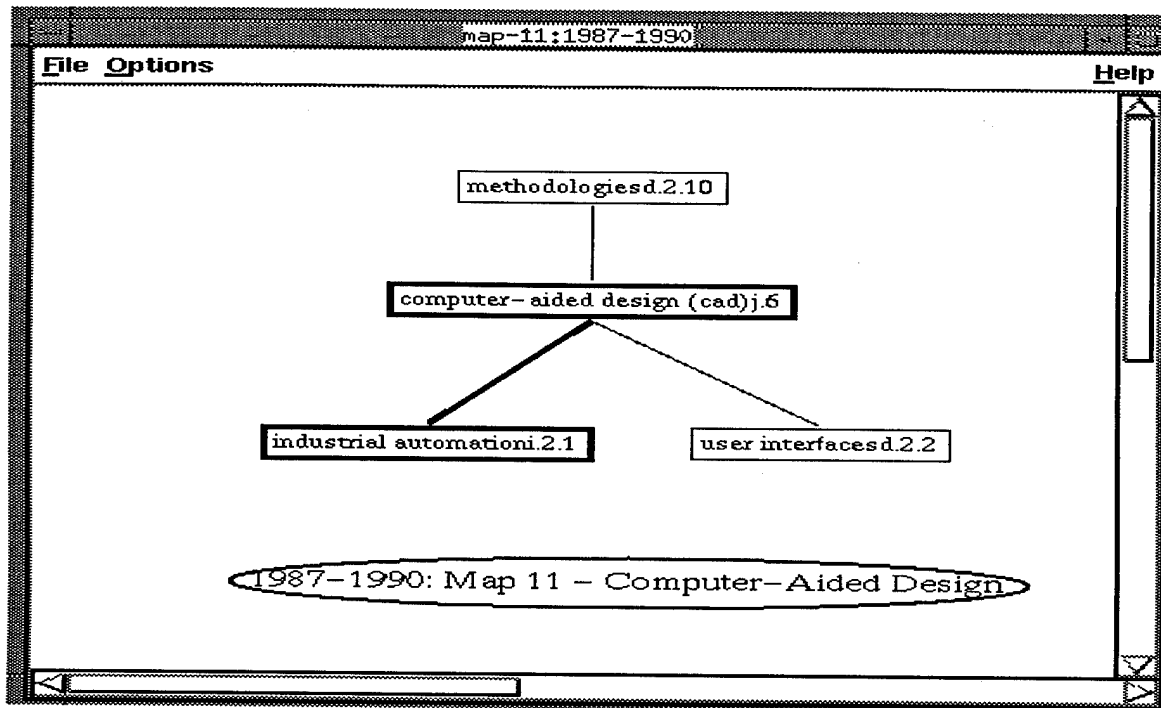 map-11:1987-1990
File Options Help
methodologiesd.2.10
computer-aided design (cad)j.6
industrial automationi.2.1
user interfacesd.2.2
1987-1990: Map 11 - Computer-Aided Design